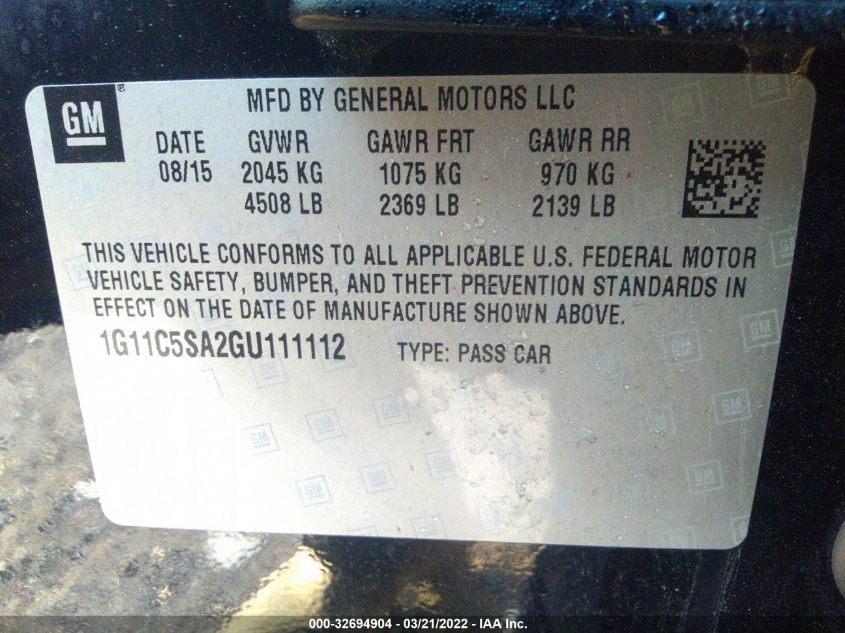 GM
MFD BY GENERAL MOTORS LLC
DATE GVWR GAWR FRT GAWR RR
08/15 2045 KG 1075 KG 970 KG
4508 LB 2369 LB 2139 LB
THIS VEHICLE CONFORMS TO ALL APPLICABLE U.S. FEDERAL MOTOR
VEHICLE SAFETY, BUMPER, AND THEFT PREVENTION STANDARDS IN
EFFECT ON THE DATE OF MANUFACTURE SHOWN ABOVE.
1G11C5SA2GU111112 TYPE: PASS CAR
000-32694904 - 03/21/2022 - IAA Inc.